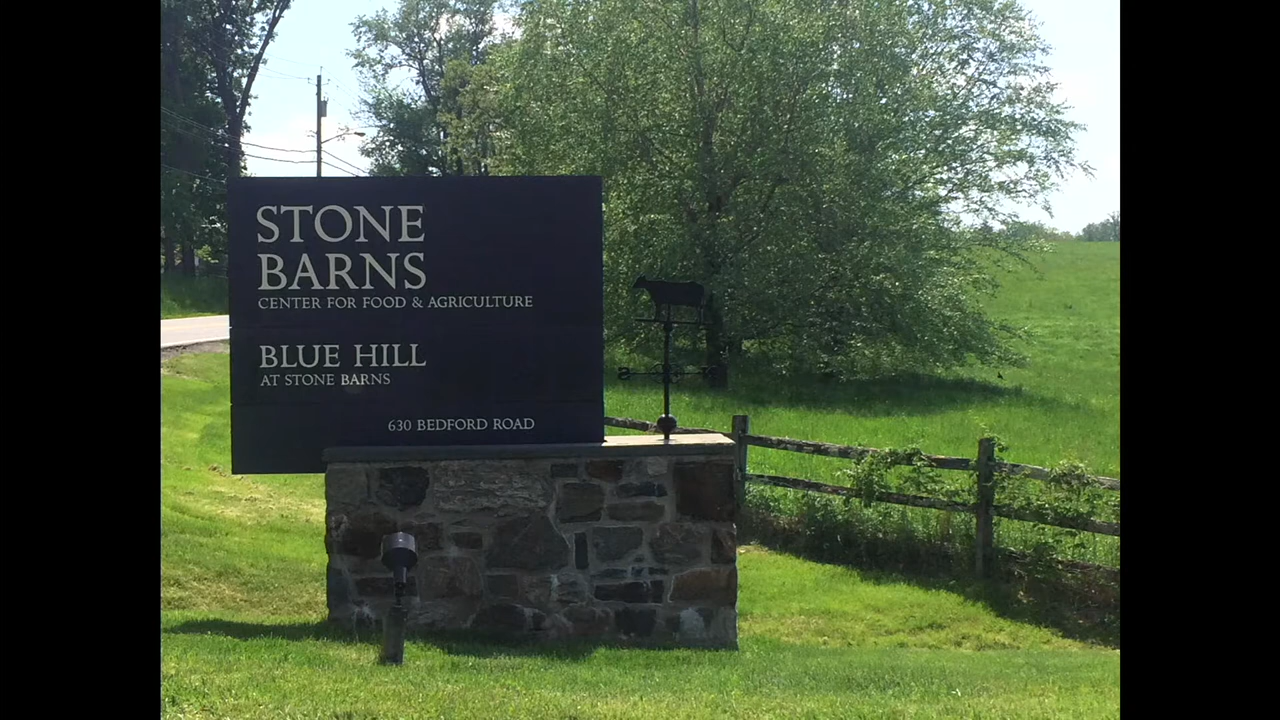 STONE
BARNS
CENTER FOR FOOD & AGRICULTURE
BLUE HILL
AT STONE BARNS
630 BEDFORD ROAD